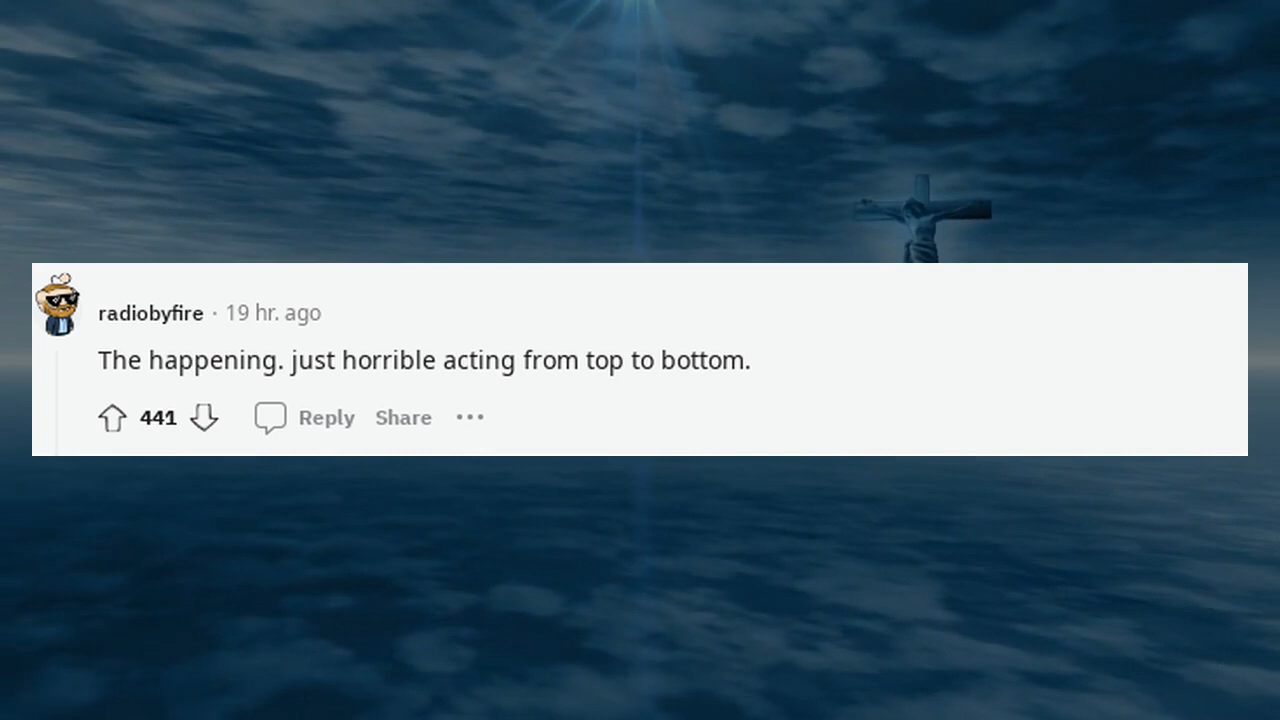 radiobyfire · 19 hr. ago
The happening. just horrible acting from top to bottom.
441 Reply Share ...